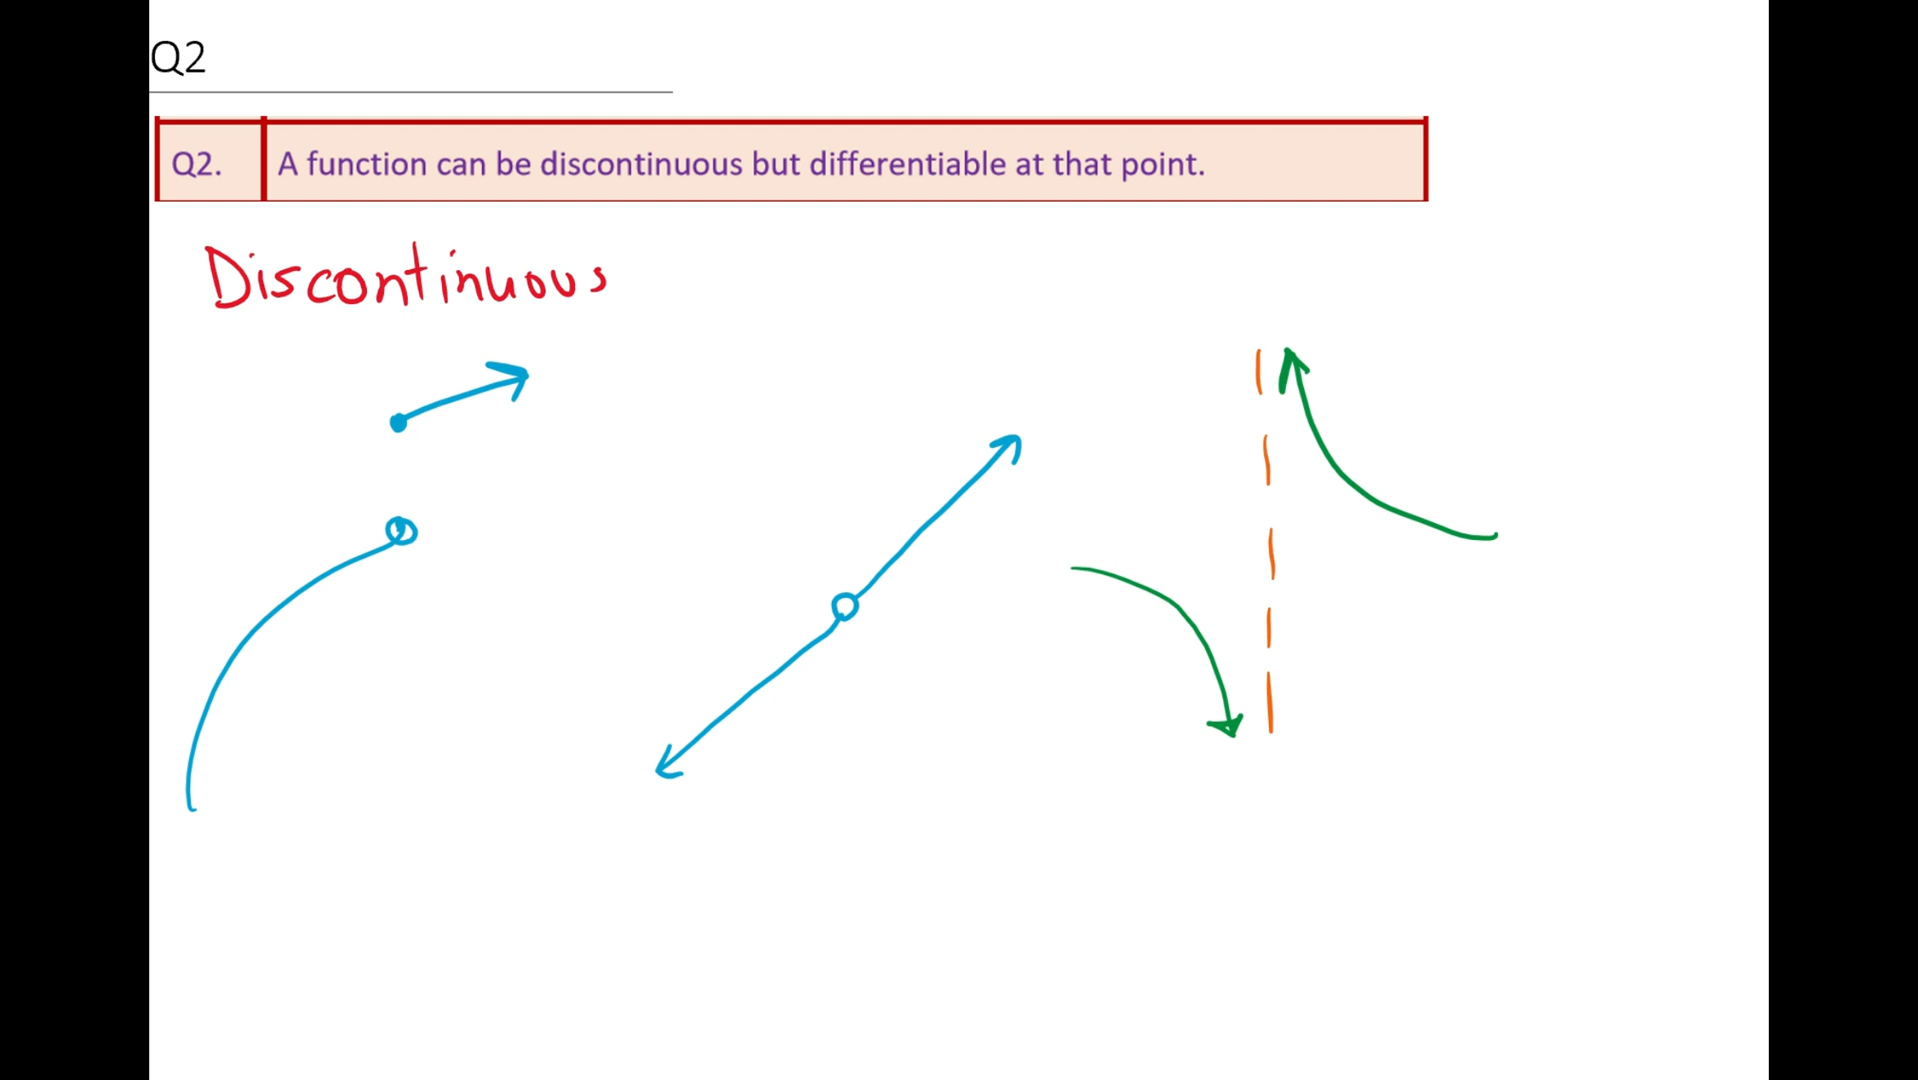 Q2
Q2. A function can be discontinuous but differentiable at that point.
Discontinuous